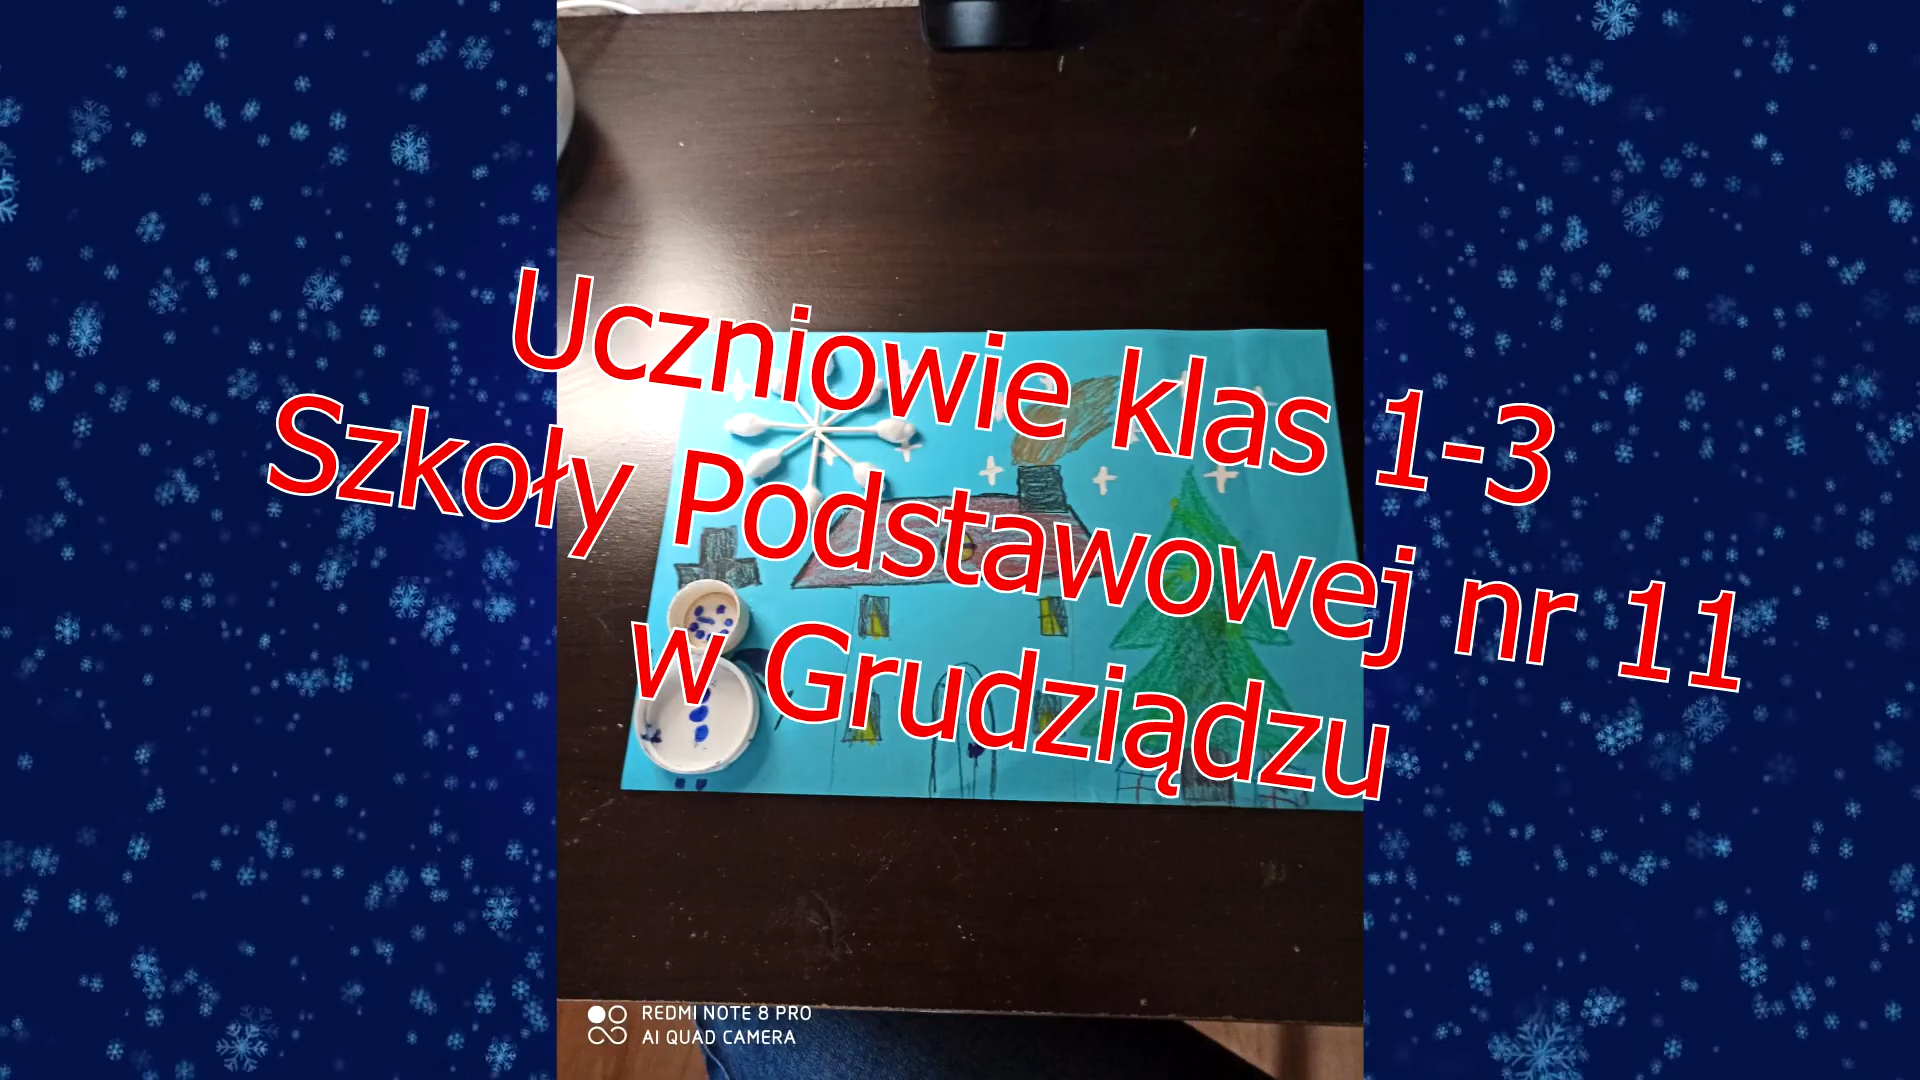 Uczniowie klas 1-3
Szkoły Podstawowej nr 11
w Grudziądzu
REDMI NOTE 8 PRO
AI QUAD CAMERA